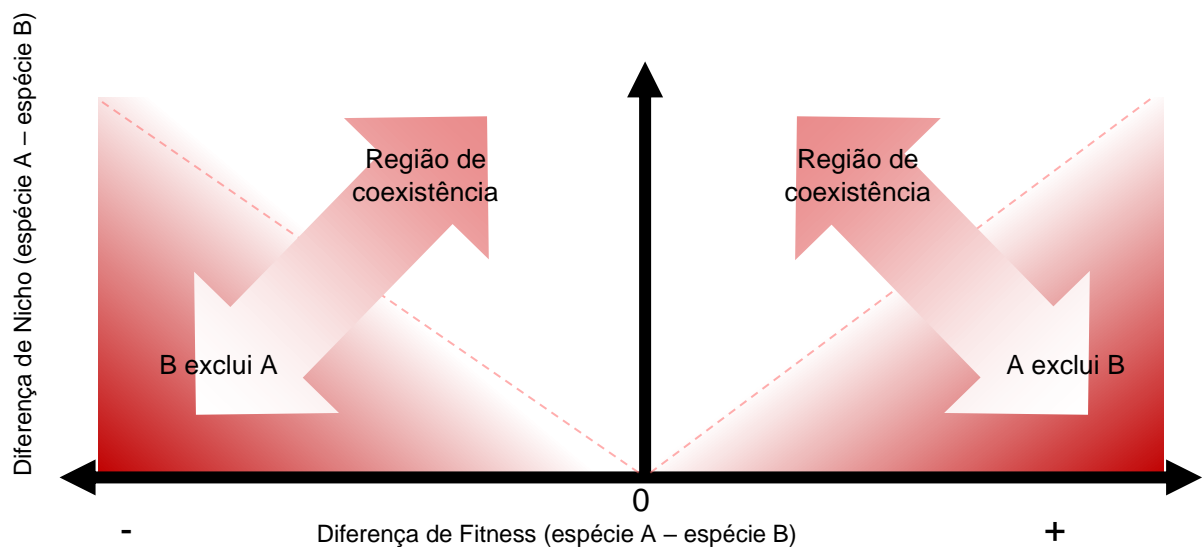 Diferença de Nicho (espécie A – espécie B)
Região de
coexistência
Região de
coexistência
B exclui A
A exclui B
0
-
Diferença de Fitness (espécie A – espécie B)
+